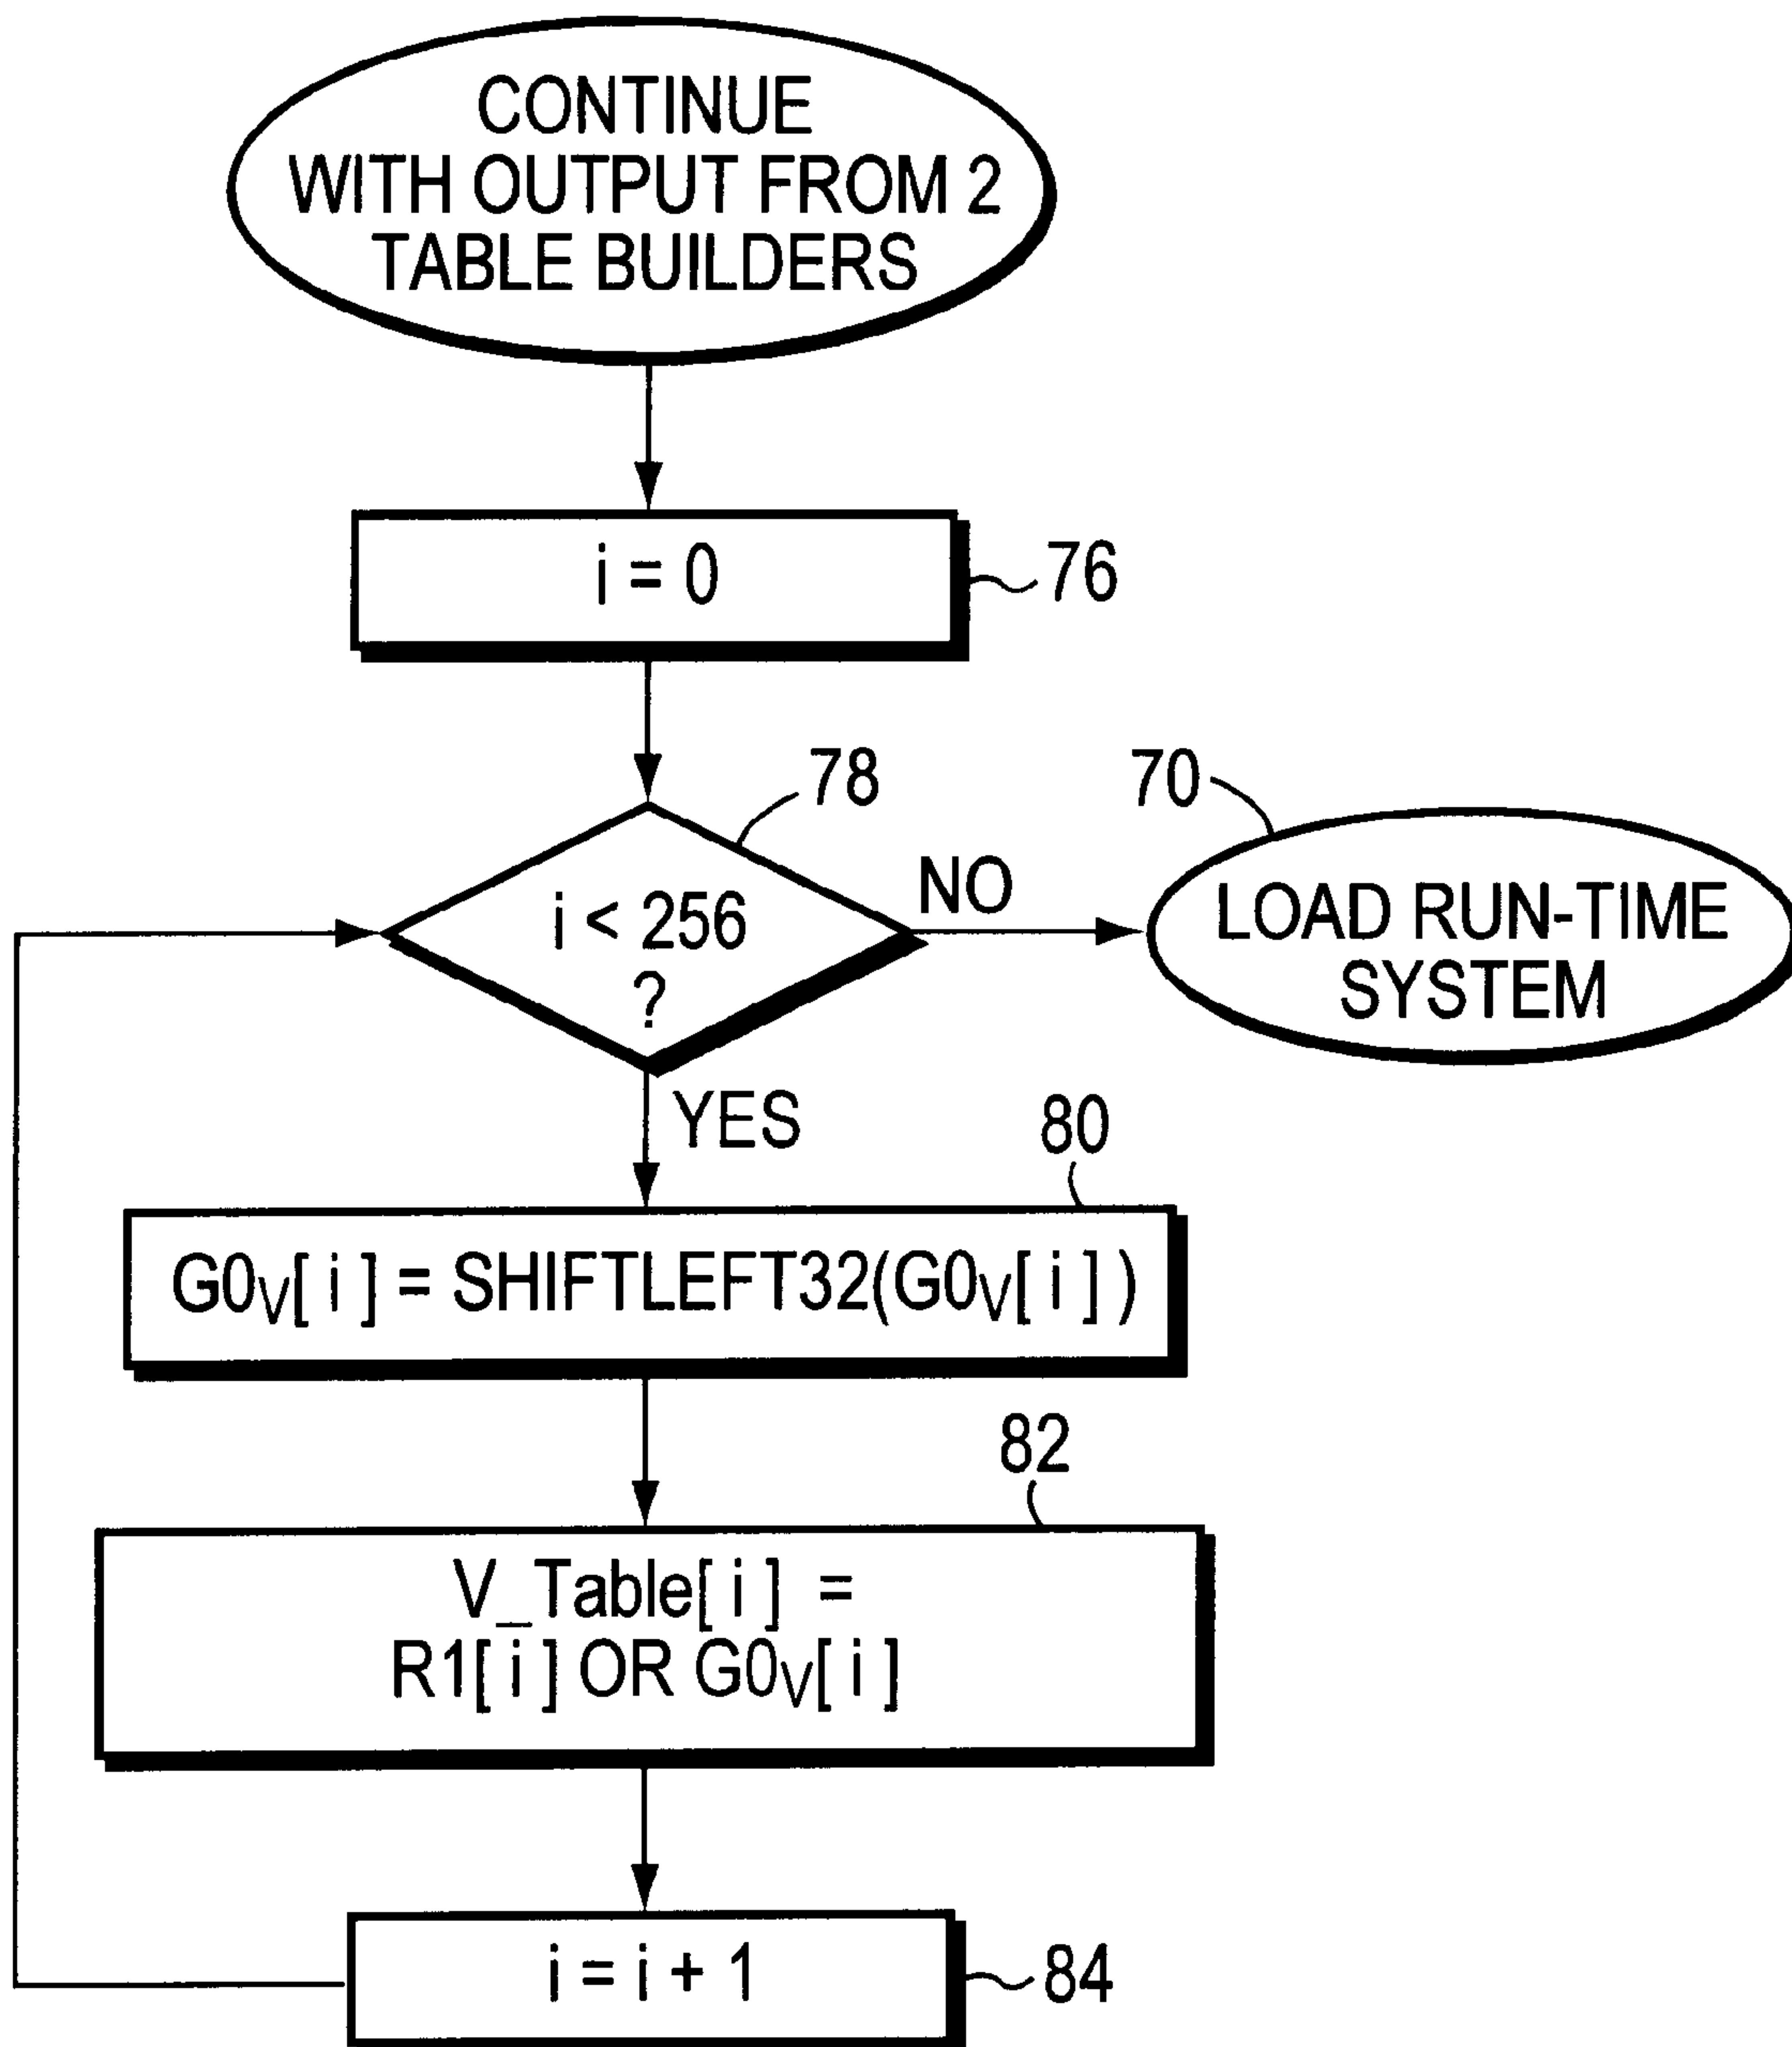 CONTINUE
WITH OUTPUT FROM 2
TABLE BUILDERS
i = 0
76
78
70
i < 256
?
NO
LOAD RUN-TIME
SYSTEM
YES
80
G0V[ i ] = SHIFTLEFT32(G0V[ i ] )
82
V_Table[ i ] =
R1[ i ] OR G0V[ i ]
i = i + 1
84